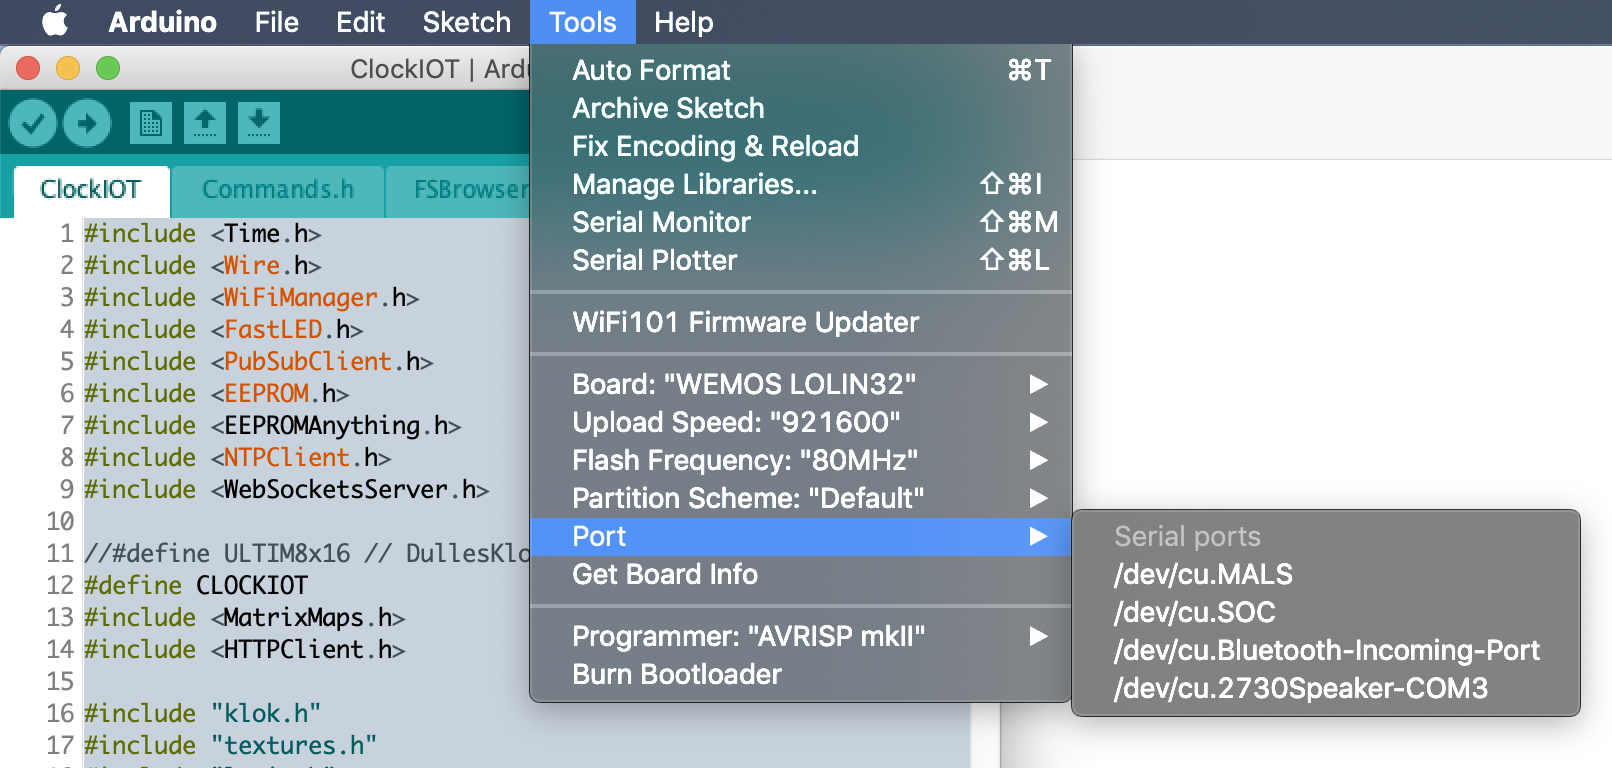 Arduino File Edit Sketch Tools Help
ClockIOT | Ardu
ClockIOT Commands.h FSBrowser
1 #include <Time.h>
2 #include <Wire.h>
3 #include <WiFiManager.h>
4 #include <FastLED.h>
5 #include <PubSubClient.h>
6 #include <EEPROM.h>
7 #include <EEPROMAnything.h>
8 #include <NTPClient.h>
9 #include <WebSocketsServer.h>
10
11 //#define ULTIM8x16 // DullesKlo
12 #define CLOCKIOT
13 #include <MatrixMaps.h>
14 #include <HTTPClient.h>
15
16 #include "klok.h"
17 #include "textures.h"
Auto Format ⌘T
Archive Sketch
Fix Encoding & Reload
Manage Libraries... ⇧⌘I
Serial Monitor ⇧⌘M
Serial Plotter ⇧⌘L
WiFi101 Firmware Updater
Board: "WEMOS LOLIN32" ▶
Upload Speed: "921600" ▶
Flash Frequency: "80MHz" ▶
Partition Scheme: "Default" ▶
Port ▶
Get Board Info
Programmer: "AVRISP mkII" ▶
Burn Bootloader
Serial ports
/dev/cu.MALS
/dev/cu.SOC
/dev/cu.Bluetooth-Incoming-Port
/dev/cu.2730Speaker-COM3